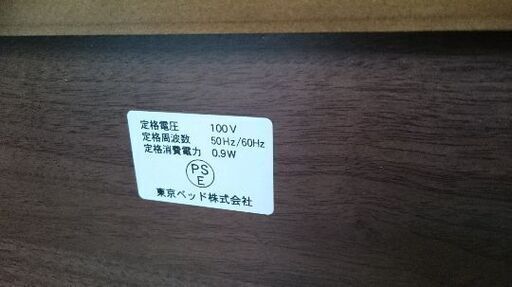 定格電圧 100V
定格周波数 50Hz/60Hz
定格消費電力 0.9W
PS
E
東京ベッド株式会社